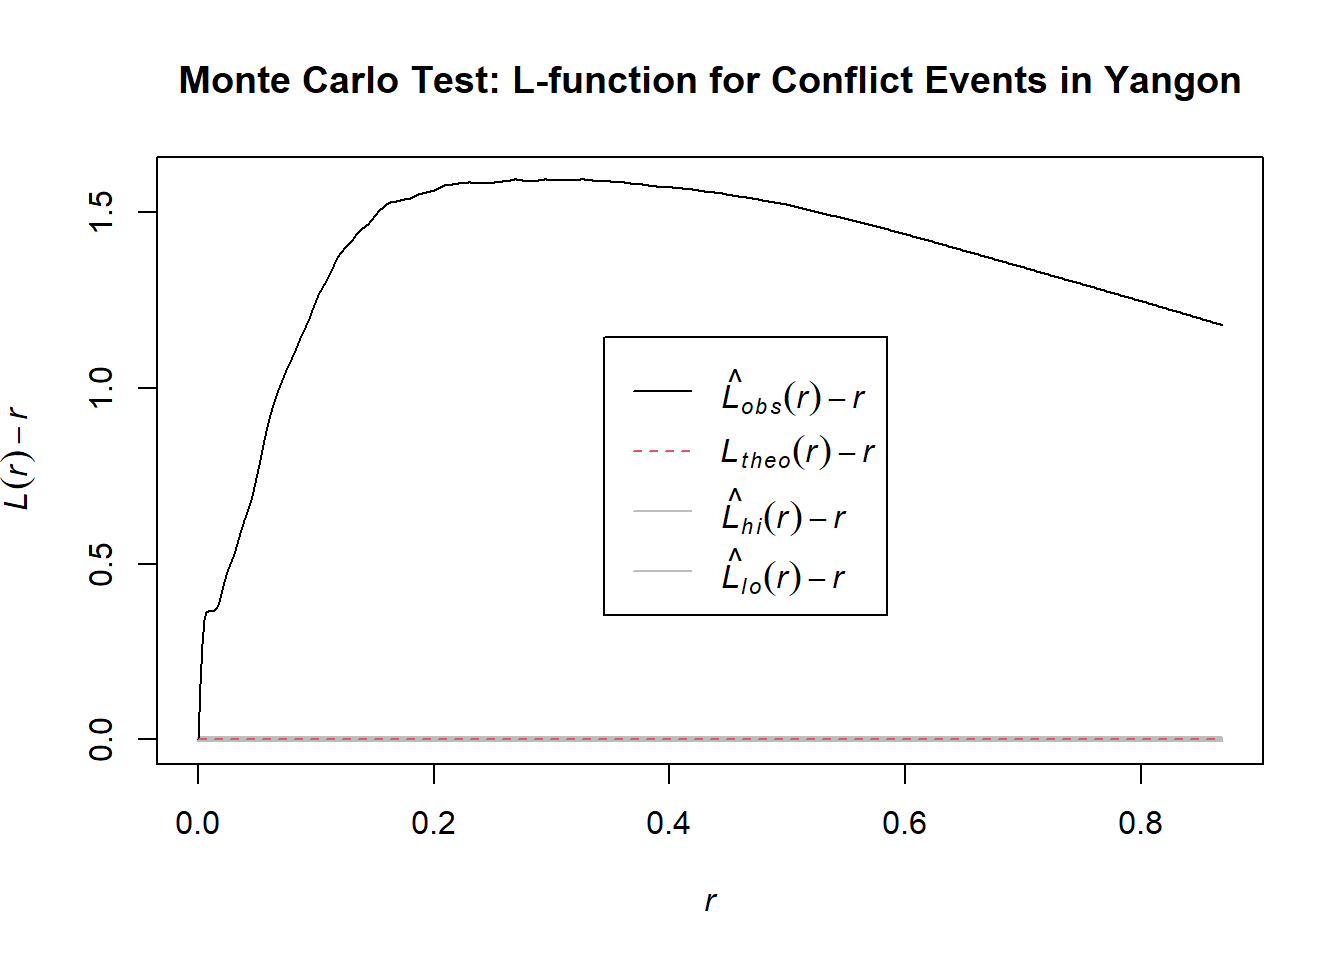 Monte Carlo Test: L-function for Conflict Events in Yangon
1.5
1.0
0.5
0.0
L(r) − r
L̂obs(r) − r
Ltheo(r) − r
L̂hi(r) − r
L̂lo(r) − r
0.0 0.2 0.4 0.6 0.8
r